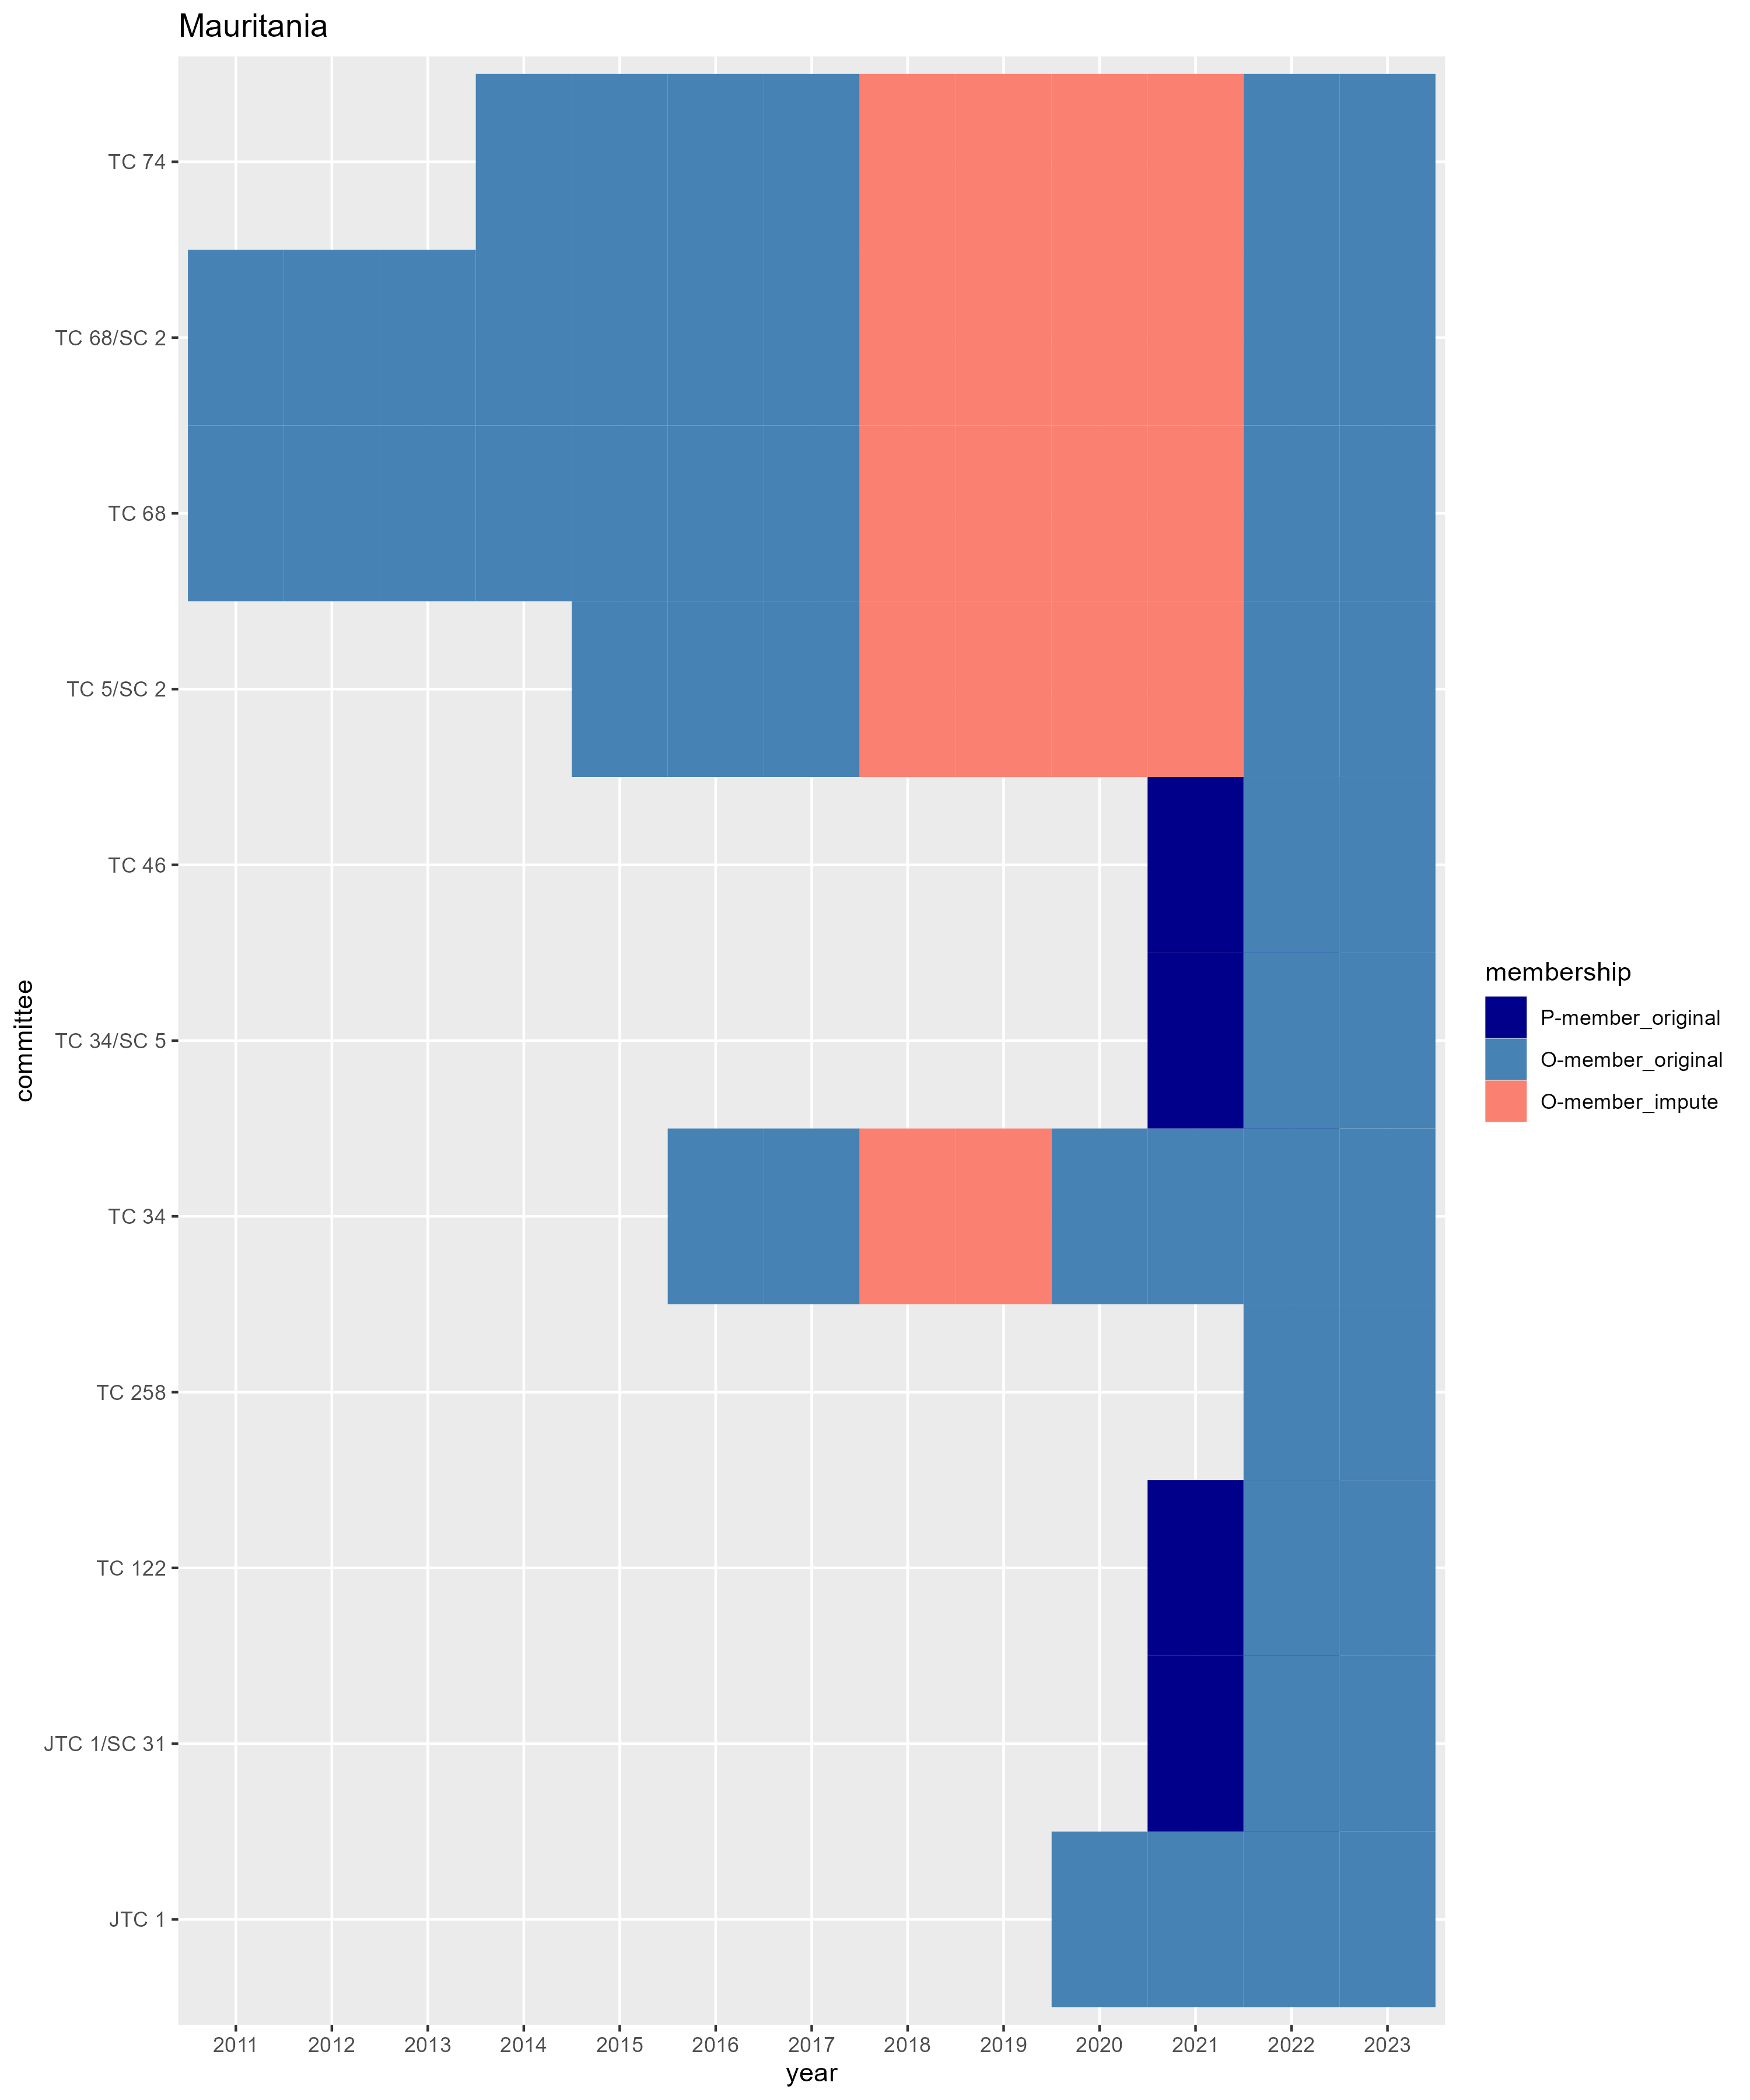 Mauritania
TC 74
TC 68/SC 2
TC 68
TC 5/SC 2
TC 46
TC 34/SC 5
TC 34
TC 258
TC 122
JTC 1/SC 31
JTC 1
committee
2011 2012 2013 2014 2015 2016 2017 2018 2019 2020 2021 2022 2023
year
membership
P-member_original
O-member_original
O-member_impute